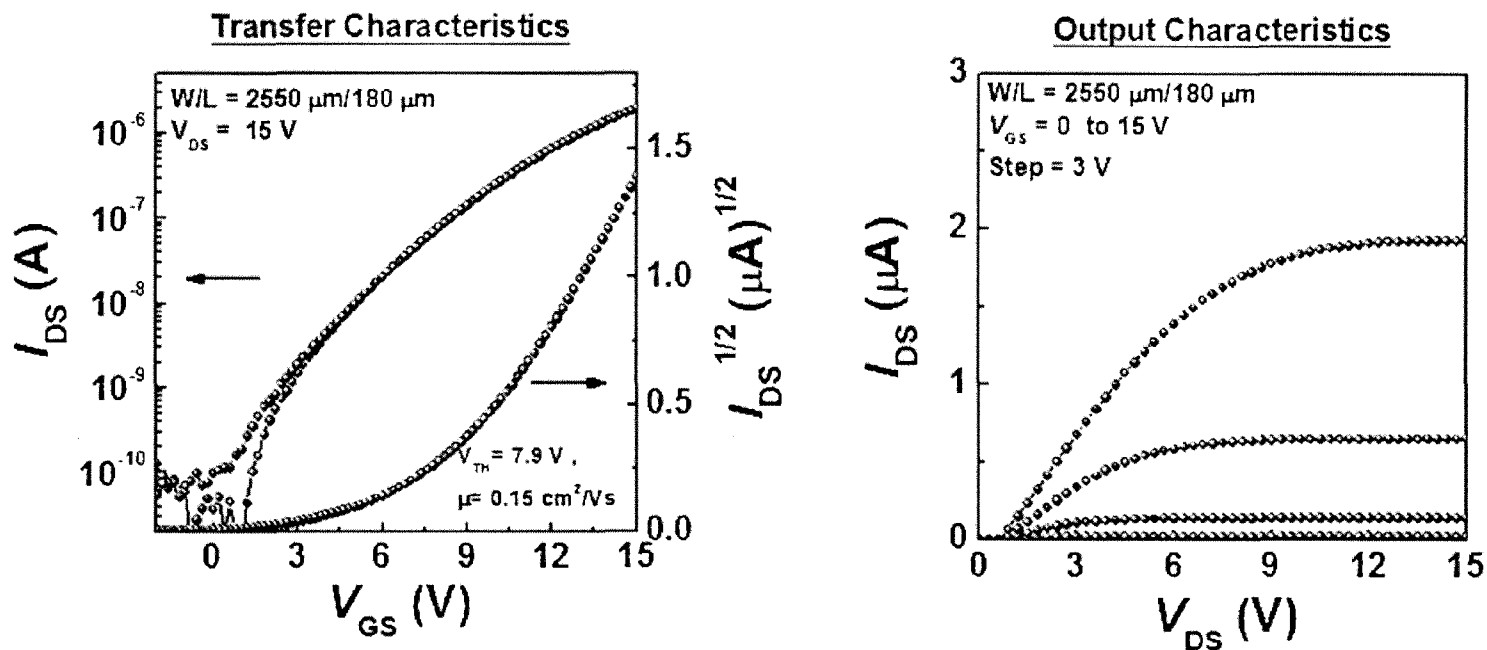 Transfer Characteristics
W/L = 2550 μm/180 μm
V_DS = 15 V
10^-6
10^-7
10^-8
10^-9
10^-10
I_DS (A)
0 3 6 9 12 15
V_GS (V)
1.5
1.0
0.5
0.0
I_DS^1/2 (μA)^1/2
V_TH = 7.9 V ,
μ= 0.15 cm^2/Vs
Output Characteristics
W/L = 2550 μm/180 μm
V_GS = 0 to 15 V
Step = 3 V
3
2
1
0
I_DS (μA)
0 3 6 9 12 15
V_DS (V)